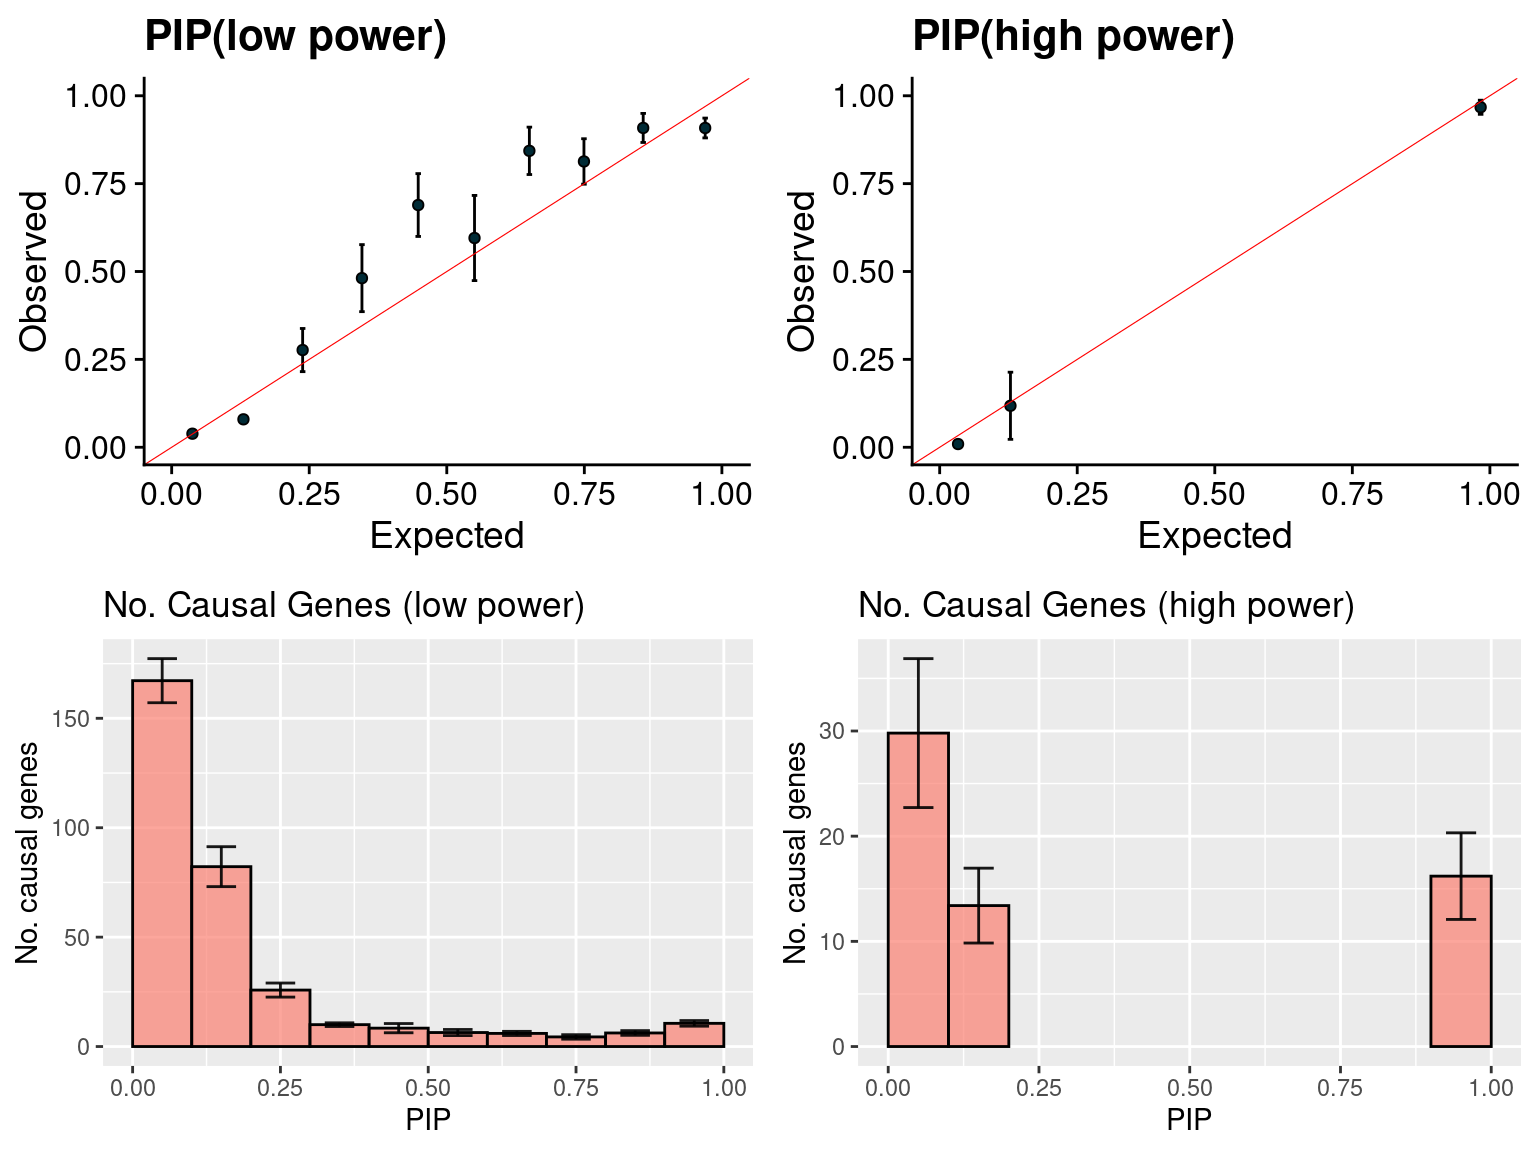 PIP(low power)
1.00
0.75
0.50
0.25
0.00
Observed
0.00 0.25 0.50 0.75 1.00
Expected
PIP(high power)
1.00
0.75
0.50
0.25
0.00
Observed
0.00 0.25 0.50 0.75 1.00
Expected
No. Causal Genes (low power)
150
100
50
0
No. causal genes
0.00 0.25 0.50 0.75 1.00
PIP
No. Causal Genes (high power)
30
20
10
0
No. causal genes
0.00 0.25 0.50 0.75 1.00
PIP